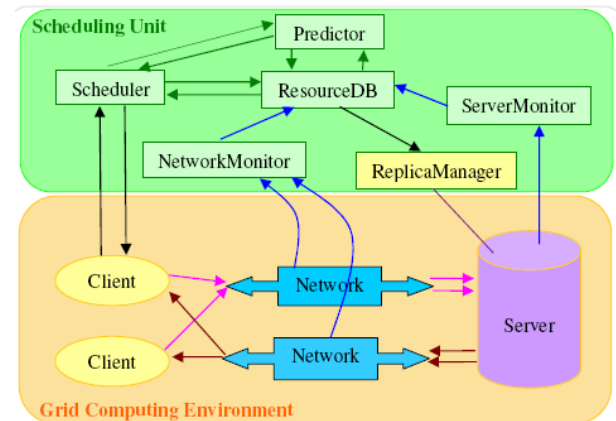 Scheduling Unit
Predictor
Scheduler
ResourceDB
ServerMonitor
NetworkMonitor
ReplicaManager
Client
Network
Server
Client
Network
Grid Computing Environment